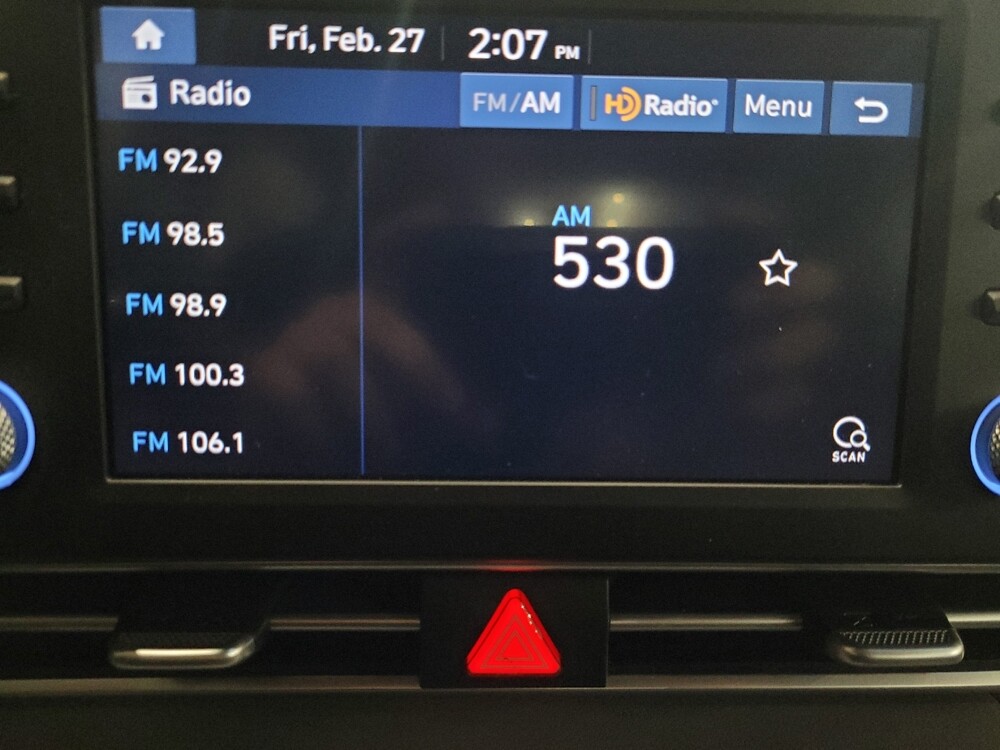 Fri, Feb. 27 2:07 PM
Radio FM/AM HD Radio Menu
FM 92.9
FM 98.5
FM 98.9
FM 100.3
FM 106.1
AM
530
SCAN